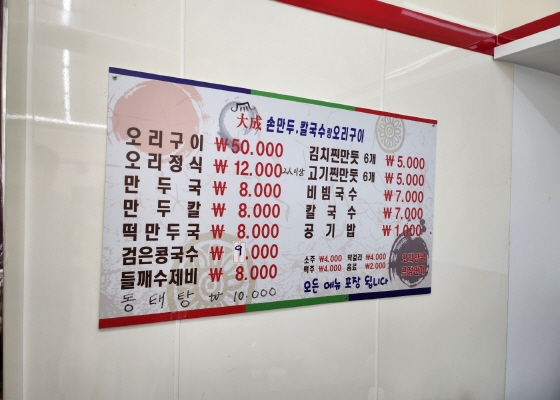 大成 손만두, 칼국수랑 오리구이
오리구이 ₩50.000
오리정식 ₩12.000 2人이상
만두국 ₩8.000
만두칼 ₩8.000
떡만두국 ₩8.000
검은콩국수 ₩9.000
들깨수제비 ₩8.000
동태탕 ₩10.000
김치찐만둣 6개 ₩5.000
고기찐만둣 6개 ₩5.000
비빔국수 ₩7.000
칼국수 ₩7.000
공기밥 ₩1.000
소주 ₩4.000 막걸리 ₩4.000
맥주 ₩4.000 음료 ₩2.000
모든 메뉴 포장 됩니다